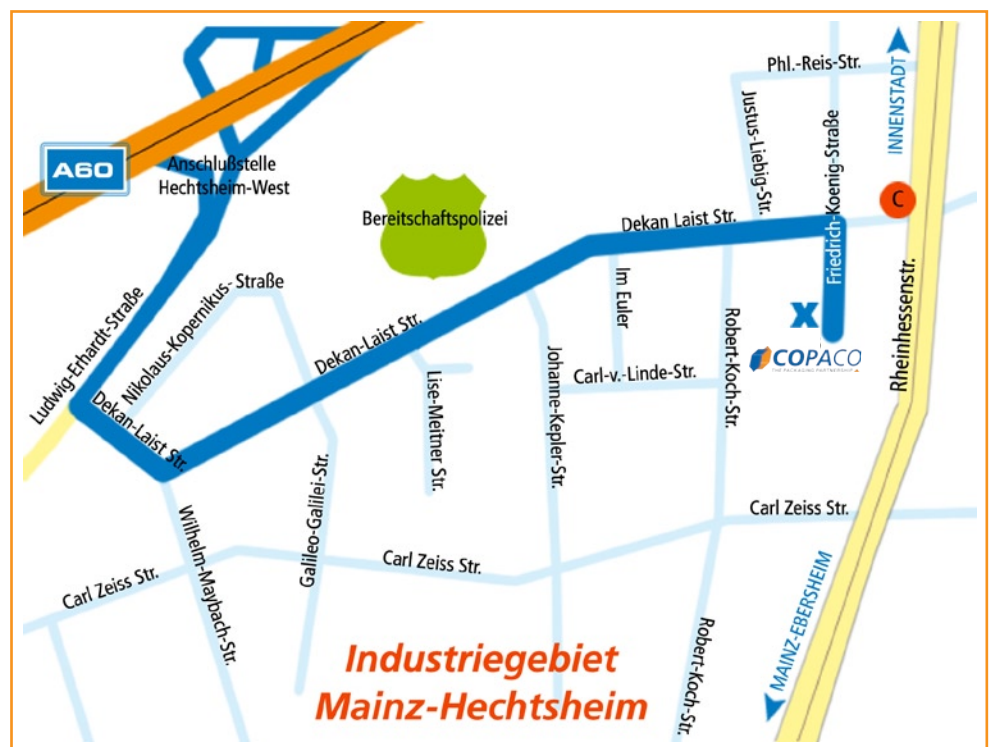 Phl.-Reis-Str.
INNENSTADT
A60
Anschlußstelle
Hechtsheim-West
Justus-Liebig-Str.
Friedrich-Koenig-Straße
C
Bereitschaftspolizei
Dekan Laist Str.
Ludwig-Erhardt-Straße
Nikolaus-Kopernikus-Straße
Dekan-Laist Str.
Im Euler
Rheinhessenstr.
X
COPACO
THE PACKAGING PARTNERSHIP
Robert-Koch-Str.
Carl-v.-Linde-Str.
Johanne-Kepler-Str.
Lise-Meitner Str.
Dekan-Laist Str.
Galileo-Galilei-Str.
Wilhelm-Maybach-Str.
Carl Zeiss Str.
Carl Zeiss Str.
Carl Zeiss Str.
MAINZ-EBERSHEIM
Robert-Koch-Str.
Industriegebiet
Mainz-Hechtsheim